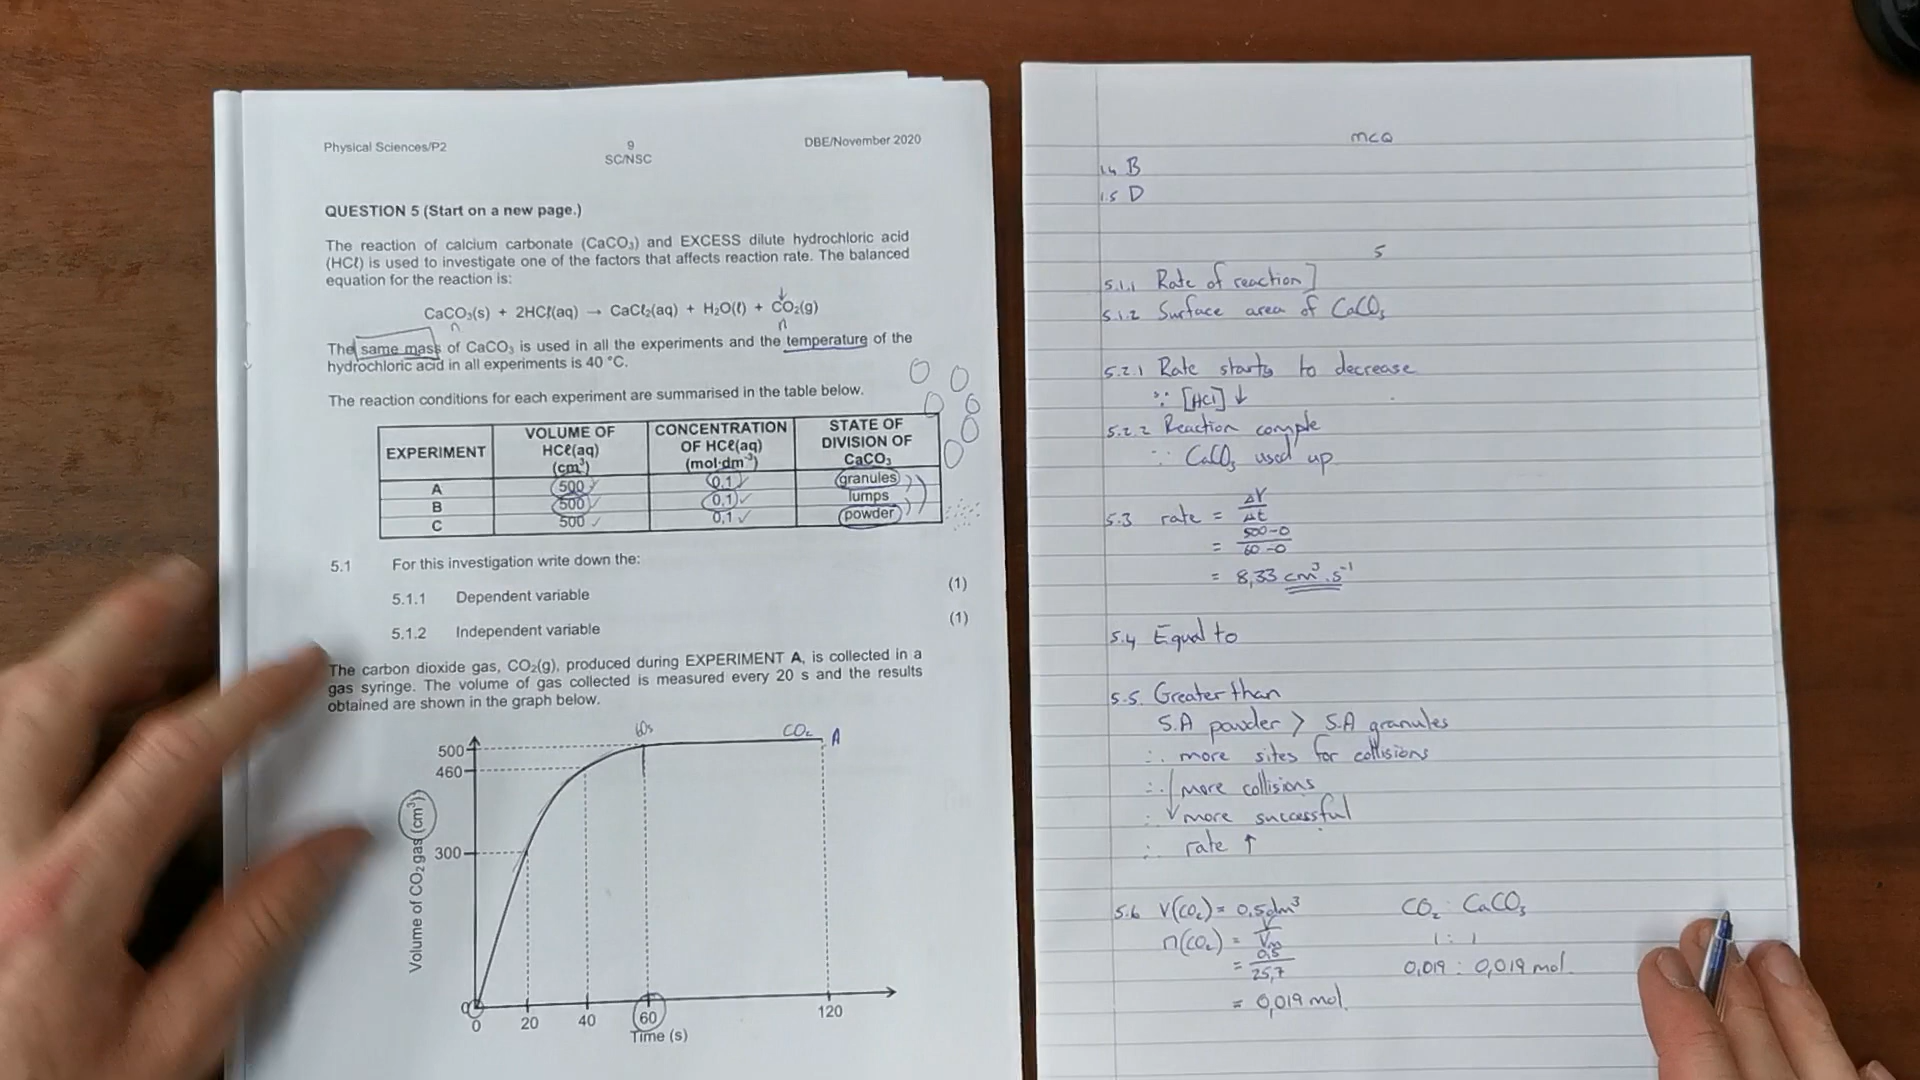 Physical Sciences/P2
9
SC/NSC
DBE/November 2020
QUESTION 5 (Start on a new page.)
The reaction of calcium carbonate (CaCO₃) and EXCESS dilute hydrochloric acid
(HCℓ) is used to investigate one of the factors that affects reaction rate. The balanced
equation for the reaction is:
CaCO₃(s) + 2HCℓ(aq) → CaCℓ₂(aq) + H₂O(ℓ) + CO₂(g)
n n
The same mass of CaCO₃ is used in all the experiments and the temperature of the
hydrochloric acid in all experiments is 40 °C.
The reaction conditions for each experiment are summarised in the table below.
EXPERIMENT VOLUME OF HCℓ(aq) (cm³) CONCENTRATION OF HCℓ(aq) (mol·dm⁻³) STATE OF DIVISION OF CaCO₃
A 500 0,1 granules
B 500 0,1 lumps
C 500 0,1 powder
5.1 For this investigation write down the:
5.1.1 Dependent variable (1)
5.1.2 Independent variable (1)
The carbon dioxide gas, CO₂(g), produced during EXPERIMENT A, is collected in a
gas syringe. The volume of gas collected is measured every 20 s and the results
obtained are shown in the graph below.
60s
CO₂ A
500
460
300
0
Volume of CO₂ gas (cm³)
0 20 40 60 120
Time (s)
MCQ
1.4 B
1.5 D
5
5.1.1 Rate of reaction]
5.1.2 Surface area of CaCO₃
5.2.1 Rate starts to decrease
∵ [HCl] ↓
5.2.2 Reaction comple
∵ CaCO₃ used up
5.3 rate = ΔV/Δt
= 500-0/60-0
= 8,33 cm³.s⁻¹
5.4 Equal to
5.5. Greater than
S.A powder > S.A granules
∴ more sites for collisions
∴ more collisions
∴ more successful
∴ rate ↑
5.6 V(CO₂) = 0,5dm³
n(CO₂) = V/Vm
= 0,5/25,7
= 0,019 mol.
CO₂ : CaCO₃
1 : 1
0,019 : 0,019 mol.